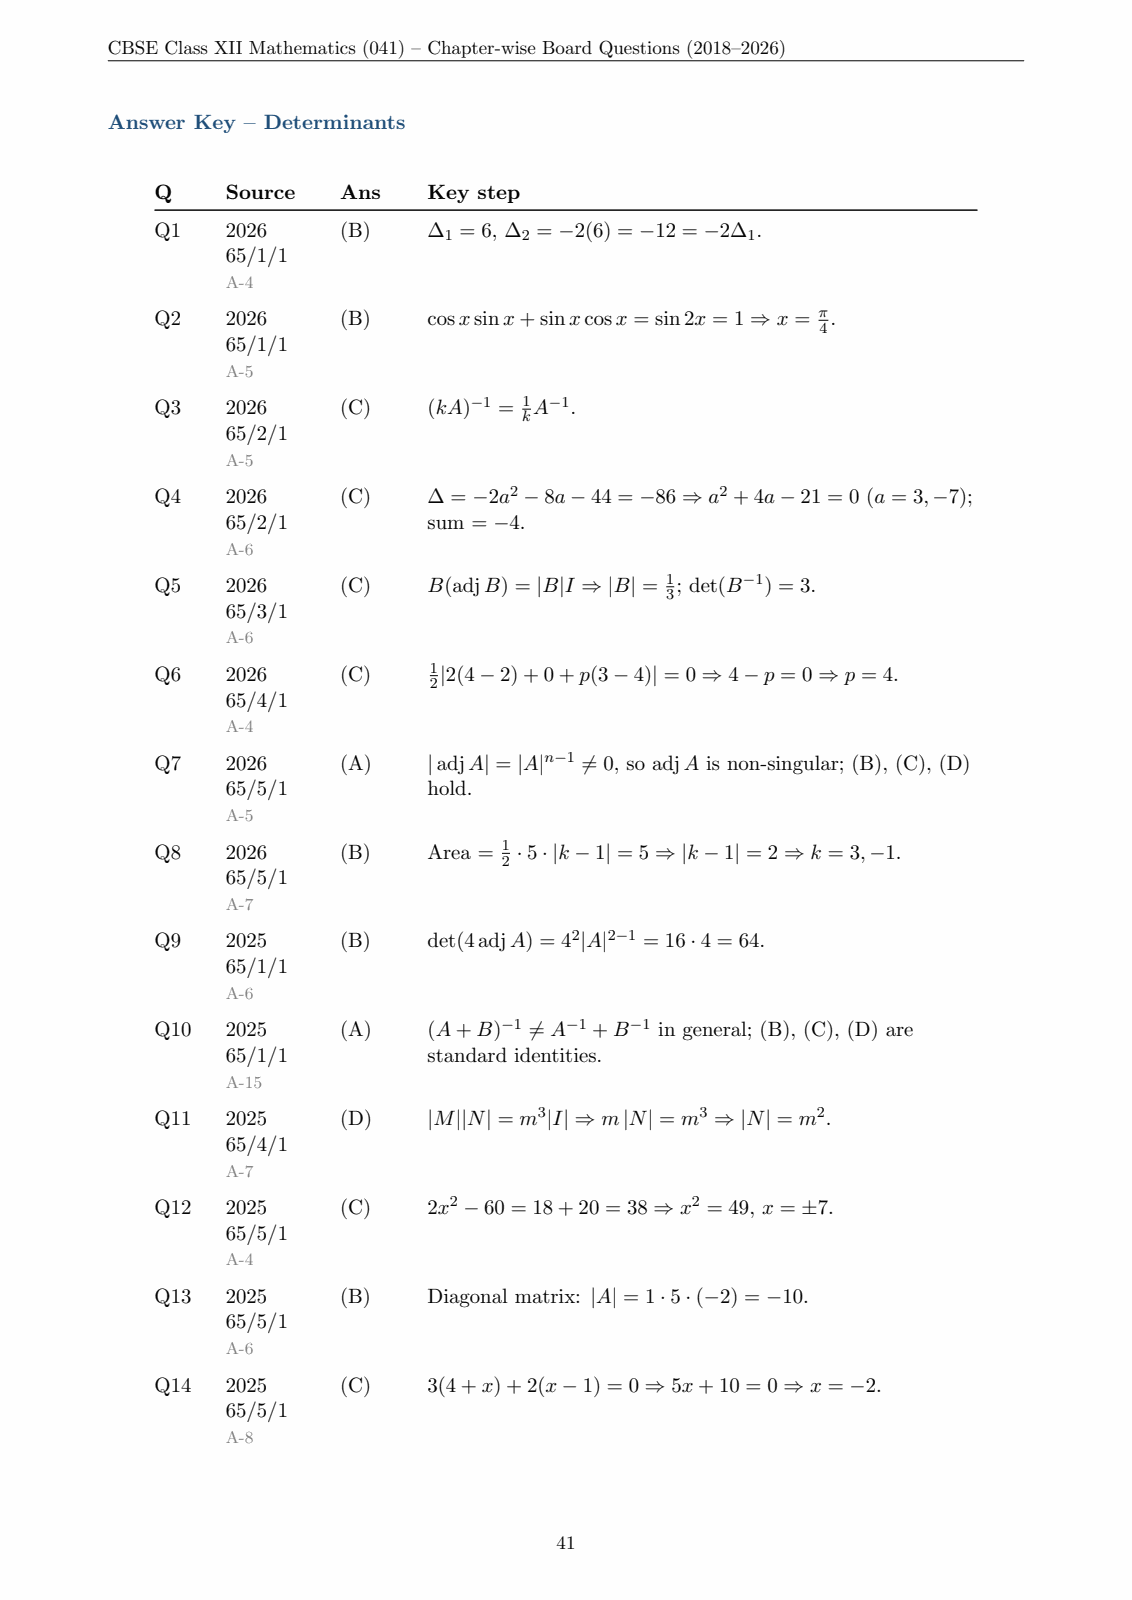 CBSE Class XII Mathematics (041) – Chapter-wise Board Questions (2018–2026)
Answer Key – Determinants
Q Source Ans Key step
Q1 2026 (B) Δ₁ = 6, Δ₂ = −2(6) = −12 = −2Δ₁.
65/1/1
A-4
Q2 2026 (B) cos x sin x + sin x cos x = sin 2x = 1 ⇒ x = π/4.
65/1/1
A-5
Q3 2026 (C) (kA)⁻¹ = 1/k A⁻¹.
65/2/1
A-5
Q4 2026 (C) Δ = −2a² − 8a − 44 = −86 ⇒ a² + 4a − 21 = 0 (a = 3, −7);
65/2/1 sum = −4.
A-6
Q5 2026 (C) B(adj B) = |B|I ⇒ |B| = 1/3; det(B⁻¹) = 3.
65/3/1
A-6
Q6 2026 (C) 1/2|2(4 − 2) + 0 + p(3 − 4)| = 0 ⇒ 4 − p = 0 ⇒ p = 4.
65/4/1
A-4
Q7 2026 (A) | adj A| = |A|ⁿ⁻¹ ≠ 0, so adj A is non-singular; (B), (C), (D)
65/5/1 hold.
A-5
Q8 2026 (B) Area = 1/2 · 5 · |k − 1| = 5 ⇒ |k − 1| = 2 ⇒ k = 3, −1.
65/5/1
A-7
Q9 2025 (B) det(4 adj A) = 4²|A|²⁻¹ = 16 · 4 = 64.
65/1/1
A-6
Q10 2025 (A) (A + B)⁻¹ ≠ A⁻¹ + B⁻¹ in general; (B), (C), (D) are
65/1/1 standard identities.
A-15
Q11 2025 (D) |M||N| = m³|I| ⇒ m |N| = m³ ⇒ |N| = m².
65/4/1
A-7
Q12 2025 (C) 2x² − 60 = 18 + 20 = 38 ⇒ x² = 49, x = ±7.
65/5/1
A-4
Q13 2025 (B) Diagonal matrix: |A| = 1 · 5 · (−2) = −10.
65/5/1
A-6
Q14 2025 (C) 3(4 + x) + 2(x − 1) = 0 ⇒ 5x + 10 = 0 ⇒ x = −2.
65/5/1
A-8
41